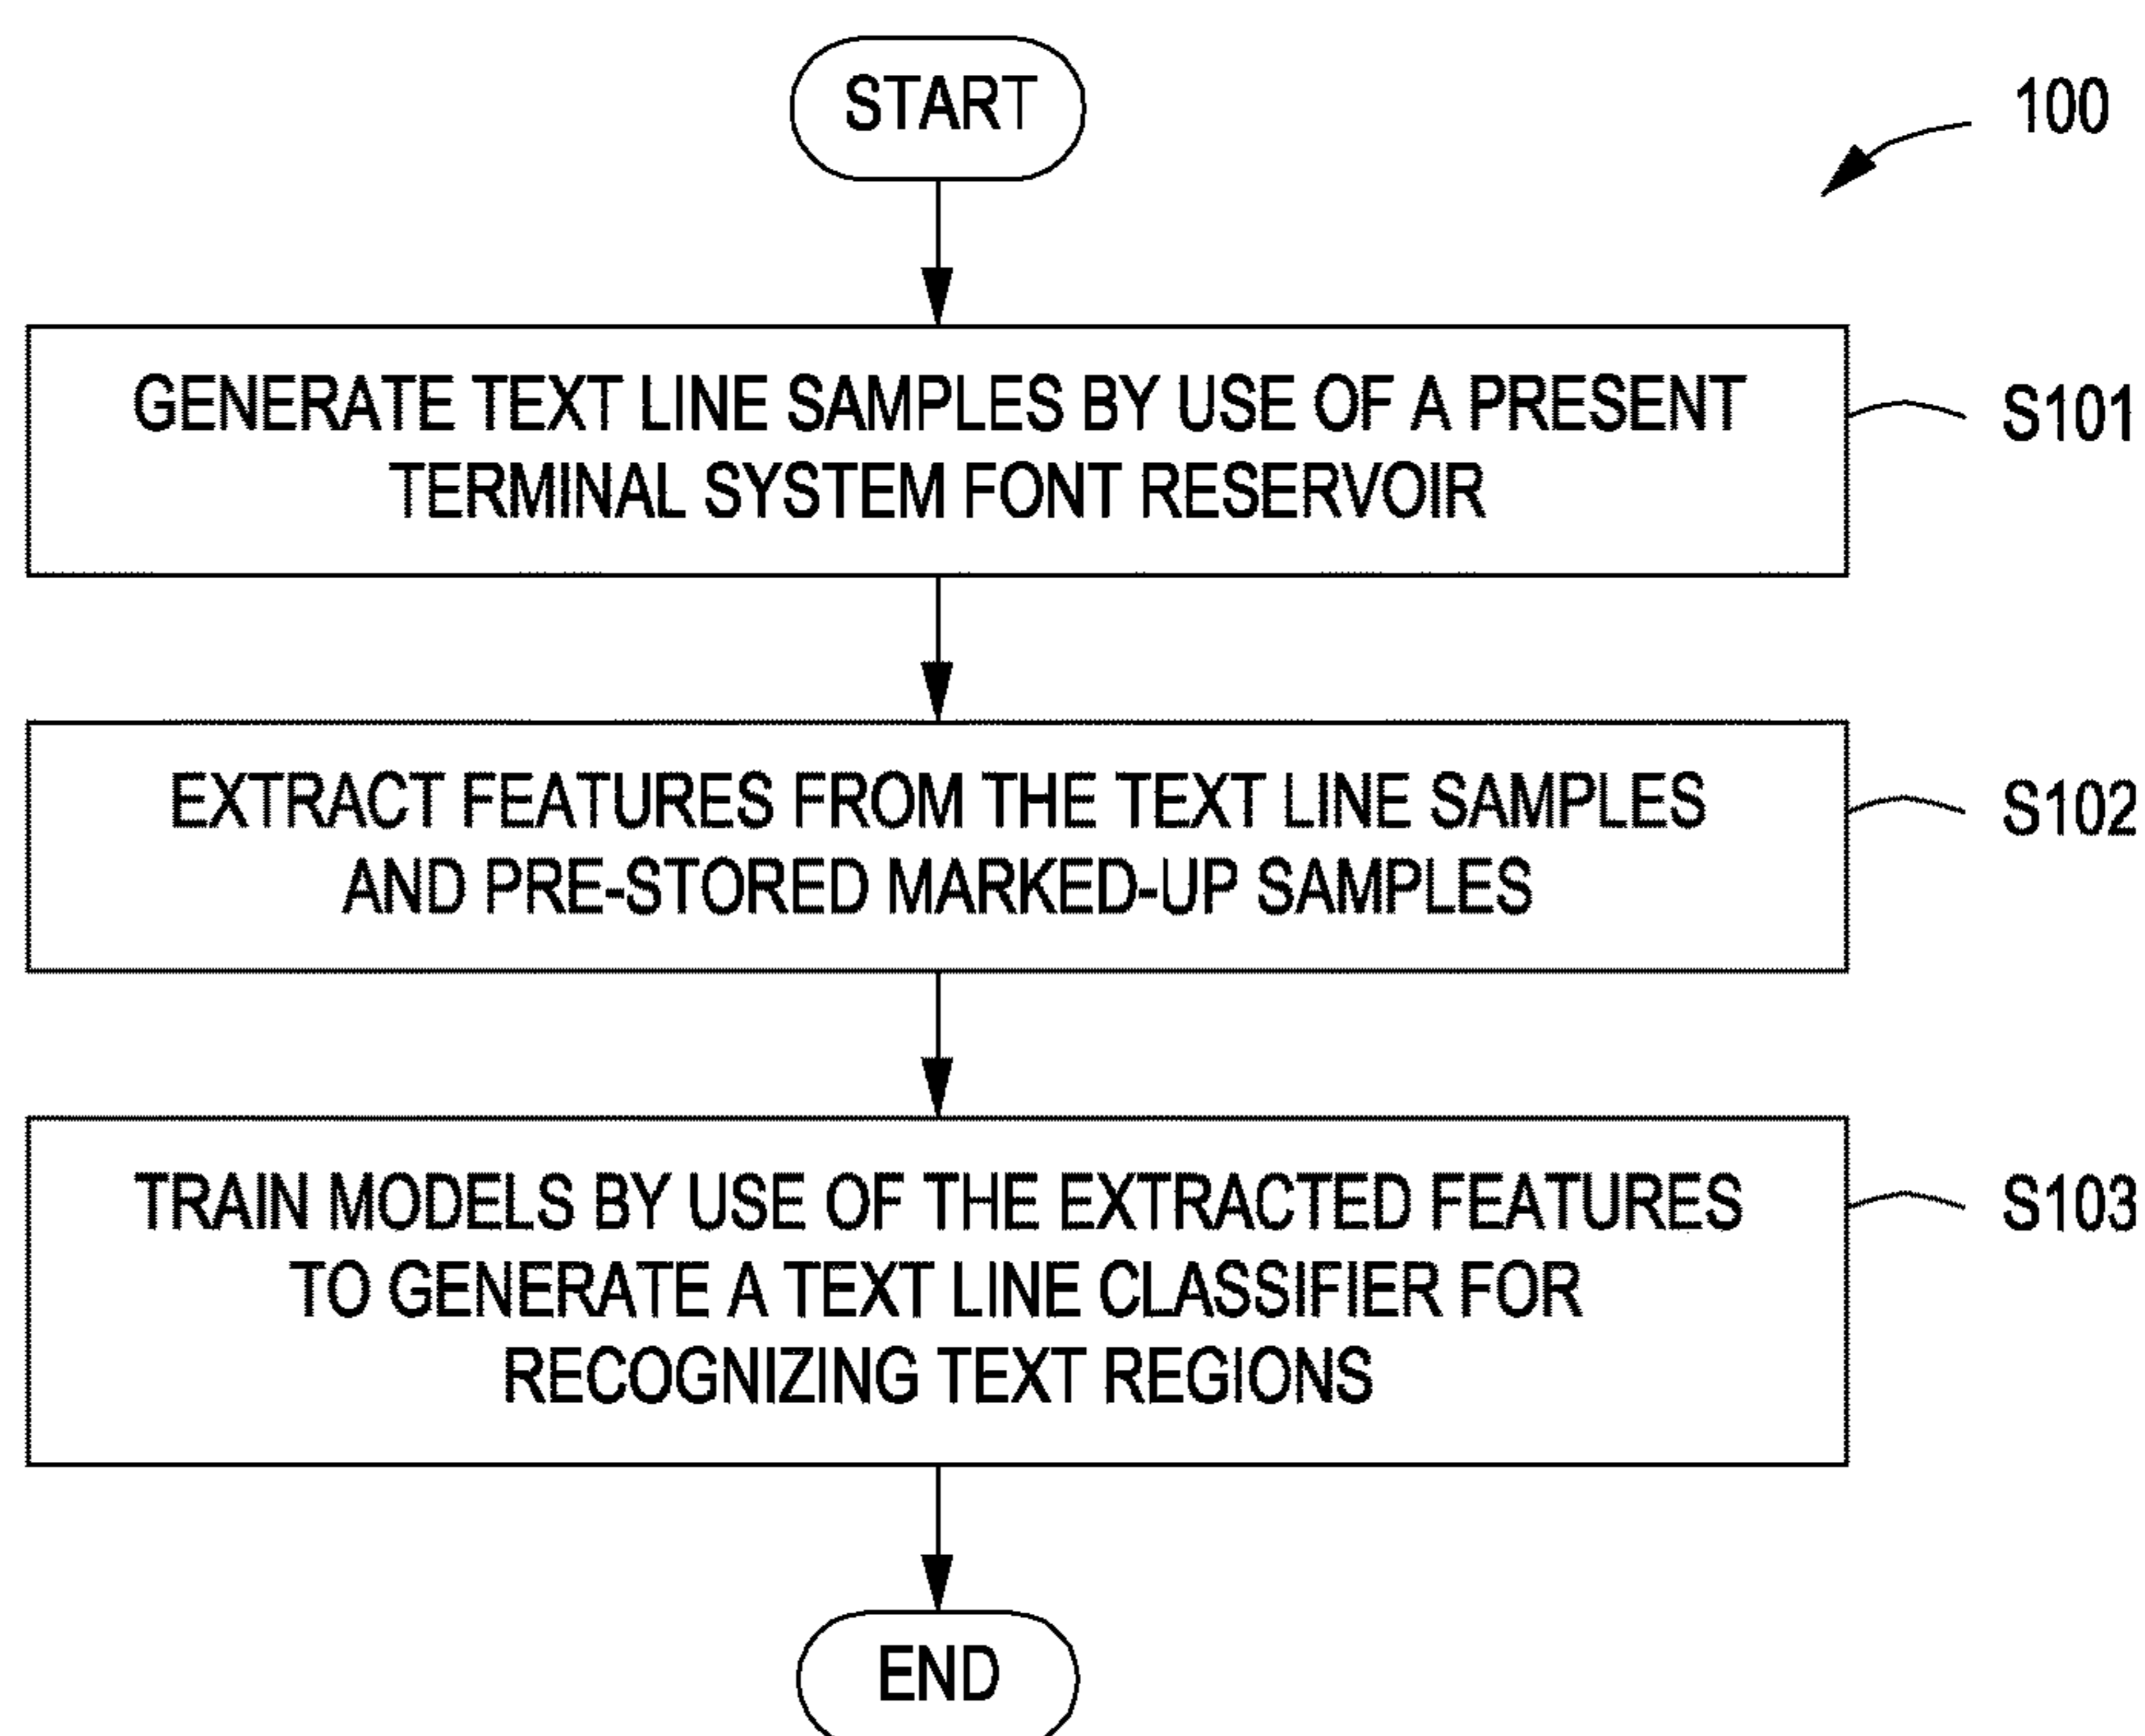 START
100
GENERATE TEXT LINE SAMPLES BY USE OF A PRESENT
TERMINAL SYSTEM FONT RESERVOIR
S101
EXTRACT FEATURES FROM THE TEXT LINE SAMPLES
AND PRE-STORED MARKED-UP SAMPLES
S102
TRAIN MODELS BY USE OF THE EXTRACTED FEATURES
TO GENERATE A TEXT LINE CLASSIFIER FOR
RECOGNIZING TEXT REGIONS
S103
END